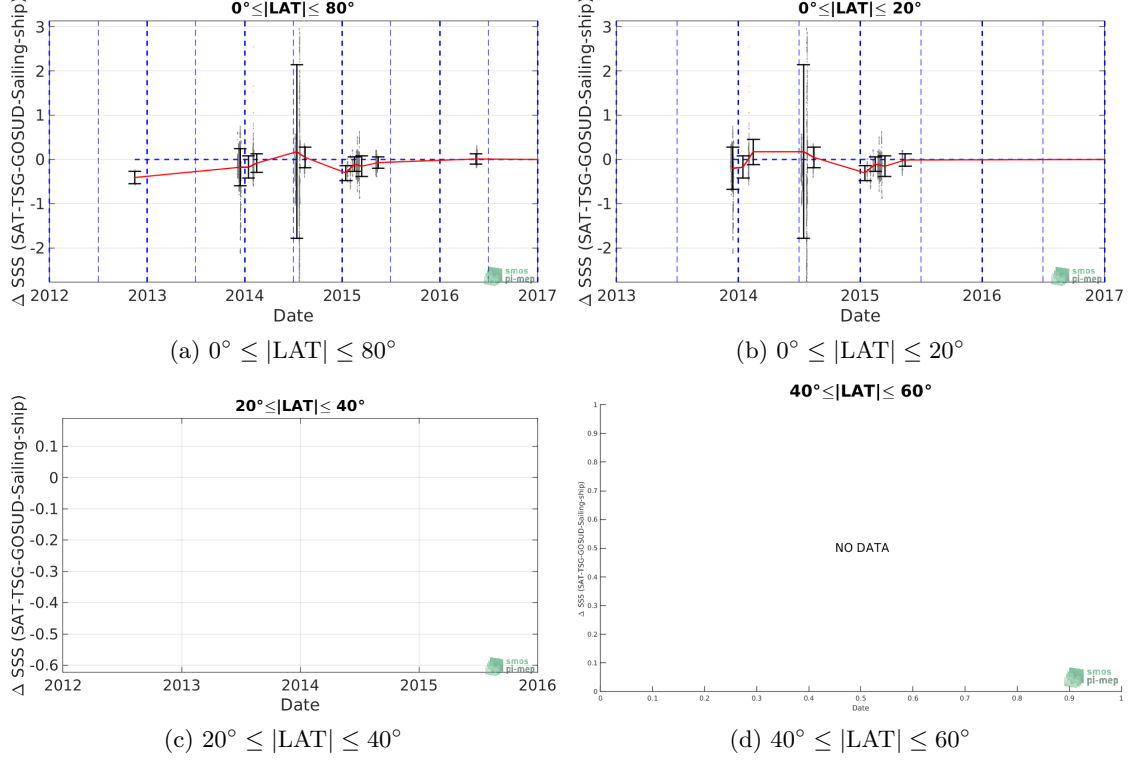 0°≤|LAT|≤ 80°
Δ SSS (SAT-TSG-GOSUD-Sailing-ship)
3
2
1
0
-1
-2
2012
2013
2014
2015
2016
2017
Date
smos
pi-mep
(a) 0° ≤ |LAT| ≤ 80°
0°≤|LAT|≤ 20°
Δ SSS (SAT-TSG-GOSUD-Sailing-ship)
3
2
1
0
-1
-2
2013
2014
2015
2016
2017
Date
smos
pi-mep
(b) 0° ≤ |LAT| ≤ 20°
20°≤|LAT|≤ 40°
Δ SSS (SAT-TSG-GOSUD-Sailing-ship)
0.1
0
-0.1
-0.2
-0.3
-0.4
-0.5
-0.6
2012
2013
2014
2015
2016
Date
smos
pi-mep
(c) 20° ≤ |LAT| ≤ 40°
40°≤|LAT|≤ 60°
Δ SSS (SAT-TSG-GOSUD-Sailing-ship)
1
0.9
0.8
0.7
0.6
0.5
0.4
0.3
0.2
0.1
0
NO DATA
0
0.1
0.2
0.3
0.4
0.5
0.6
0.7
0.8
0.9
1
Date
smos
pi-mep
(d) 40° ≤ |LAT| ≤ 60°